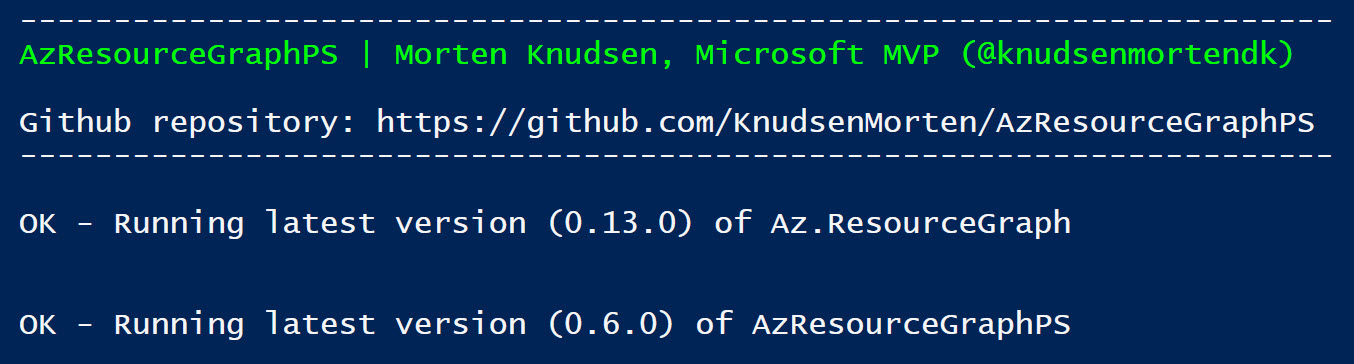 ----------------------------------------------------------------------
AzResourceGraphPS | Morten Knudsen, Microsoft MVP (@knudsenmortendk)
Github repository: https://github.com/KnudsenMorten/AzResourceGraphPS
----------------------------------------------------------------------
OK - Running latest version (0.13.0) of Az.ResourceGraph
OK - Running latest version (0.6.0) of AzResourceGraphPS